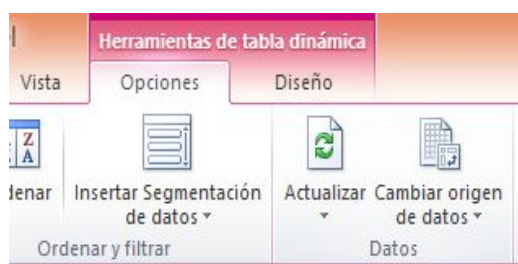 Herramientas de tabla dinámica
Vista Opciones Diseño
Z
A
Insertar Segmentación de datos
Actualizar
Cambiar origen de datos
Ordenar y filtrar
Datos